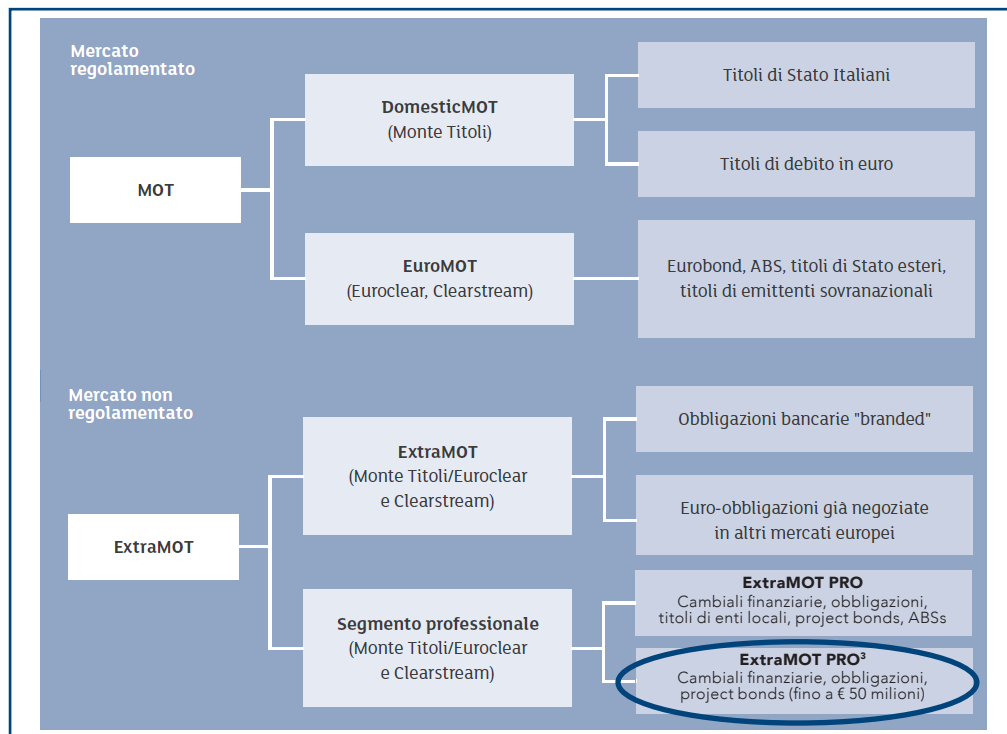 Mercato
regolamentato
MOT
DomesticMOT
(Monte Titoli)
Titoli di Stato Italiani
Titoli di debito in euro
EuroMOT
(Euroclear, Clearstream)
Eurobond, ABS, titoli di Stato esteri,
titoli di emittenti sovranazionali
Mercato non
regolamentato
ExtraMOT
ExtraMOT
(Monte Titoli/Euroclear
e Clearstream)
Obbligazioni bancarie "branded"
Euro-obbligazioni già negoziate
in altri mercati europei
Segmento professionale
(Monte Titoli/Euroclear
e Clearstream)
ExtraMOT PRO
Cambiali finanziarie, obbligazioni,
titoli di enti locali, project bonds, ABSs
ExtraMOT PRO³
Cambiali finanziarie, obbligazioni,
project bonds (fino a € 50 milioni)